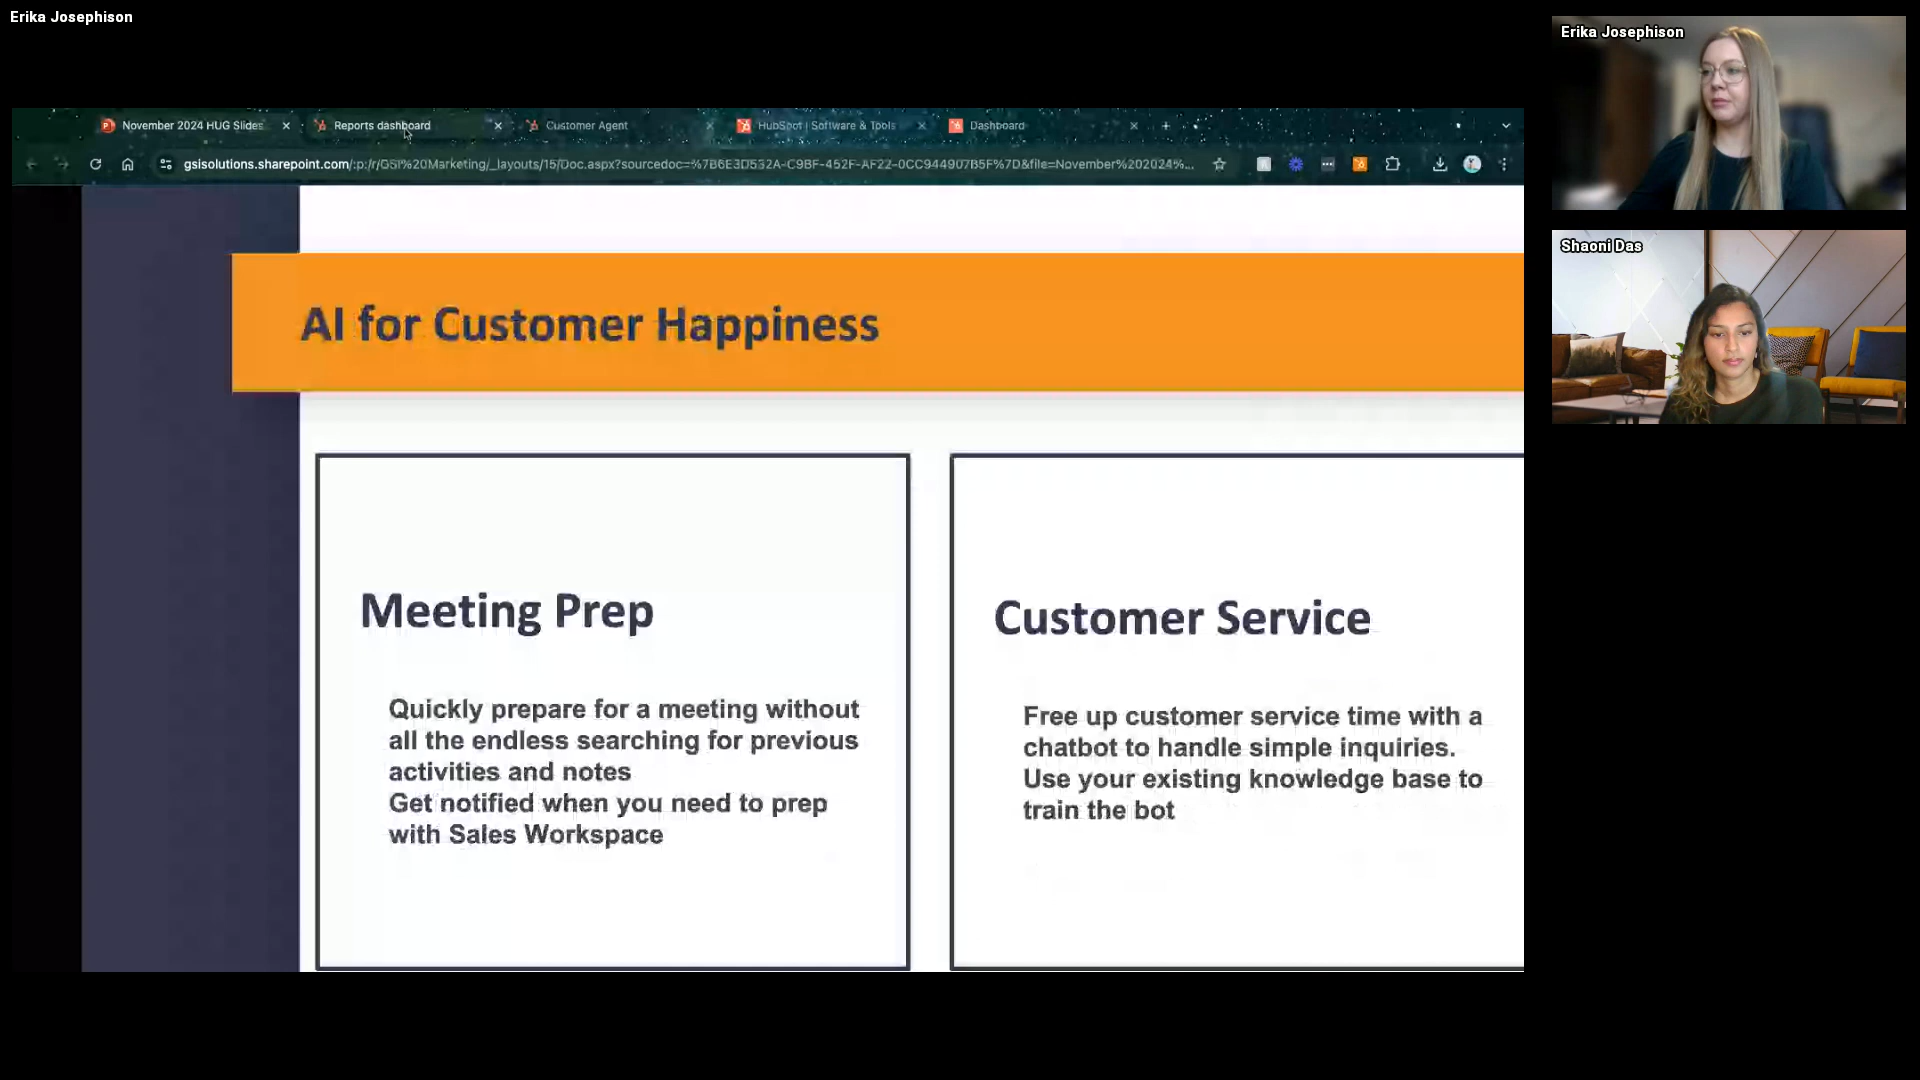 Erika Josephison
Erika Josephison
Shaoni Das
November 2024 HUG Slides
Reports dashboard
Customer Agent
HubSpot | Software & Tools
Dashboard
AI for Customer Happiness
Meeting Prep
Quickly prepare for a meeting without
all the endless searching for previous
activities and notes
Get notified when you need to prep
with Sales Workspace
Customer Service
Free up customer service time with a
chatbot to handle simple inquiries.
Use your existing knowledge base to
train the bot